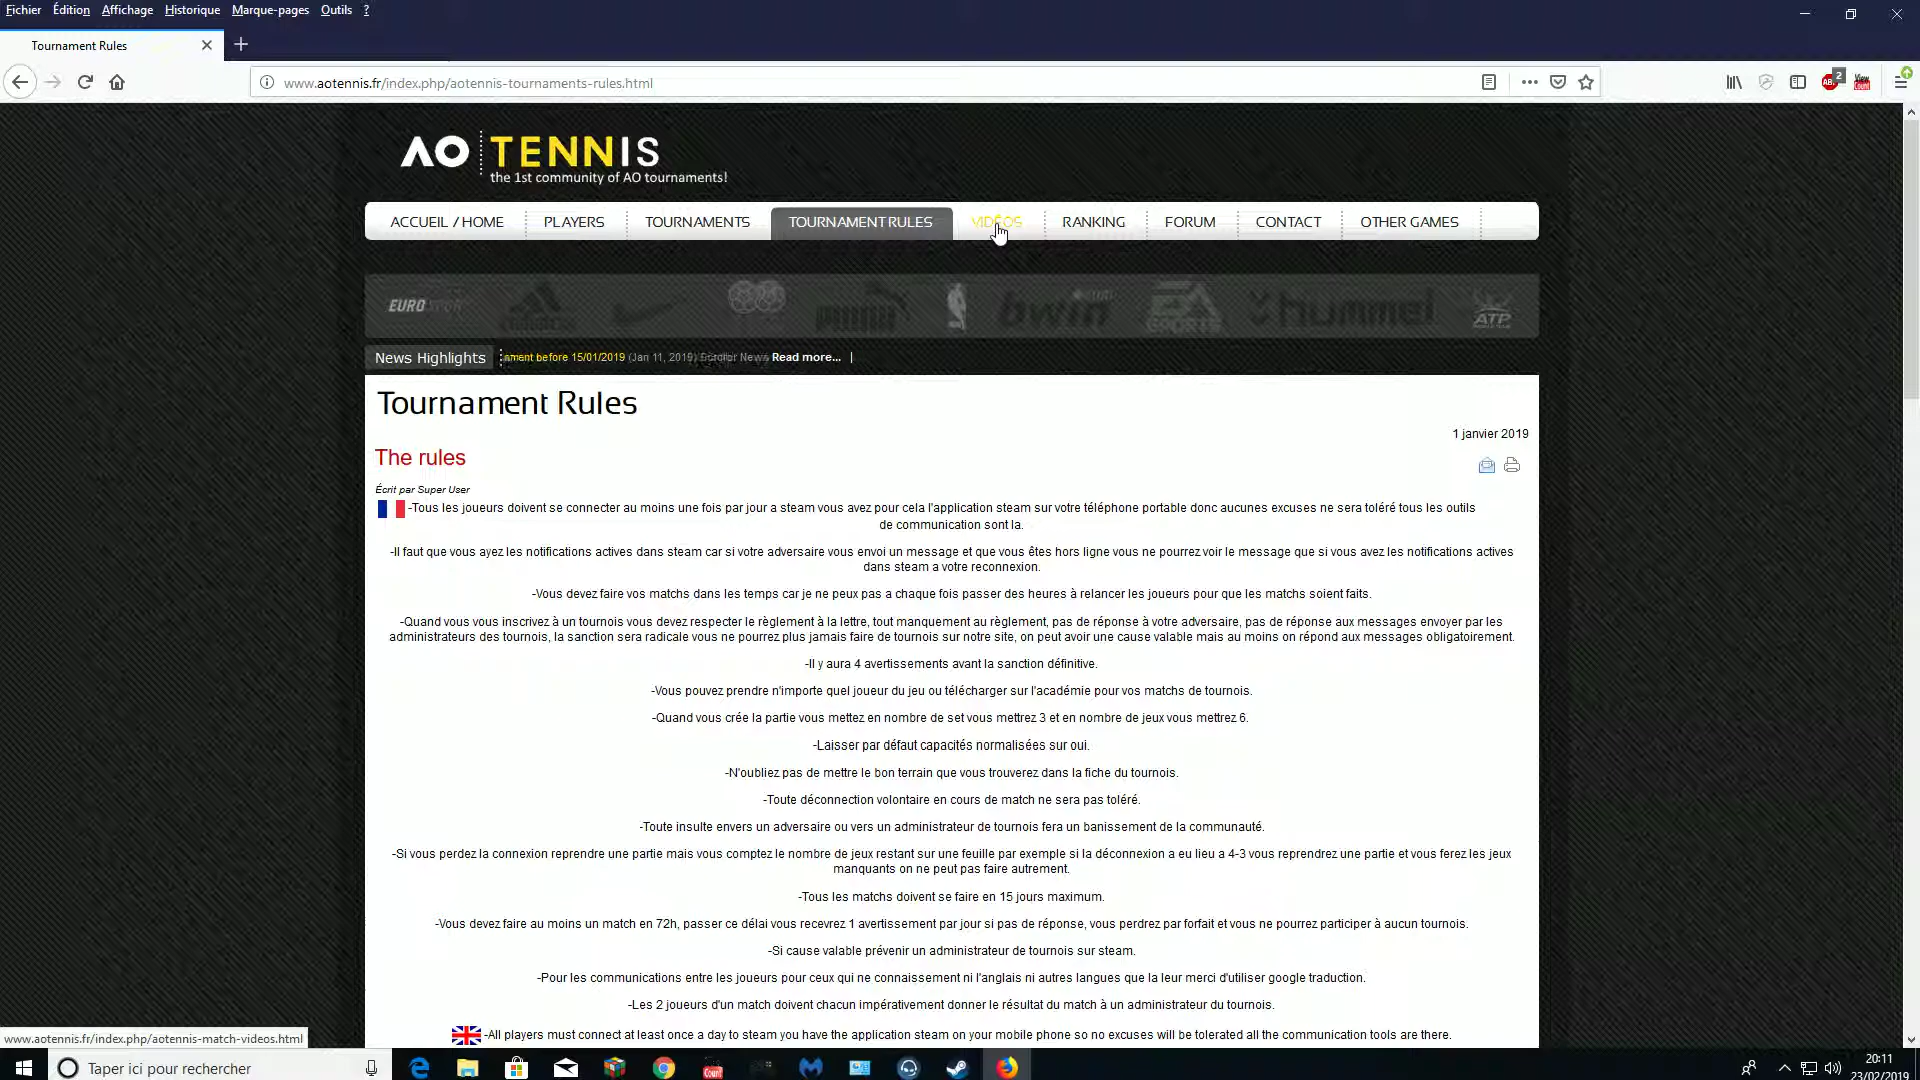 Fichier Édition Affichage Historique Marque-pages Outils ?
Tournament Rules
www.aotennis.fr/index.php/aotennis-tournaments-rules.html
2
AO TENNIS
the 1st community of AO tournaments!
ACCUEIL / HOME PLAYERS TOURNAMENTS TOURNAMENT RULES VIDÉOS RANKING FORUM CONTACT OTHER GAMES
EUROSPORT adidas PUMA bwin EA SPORTS hummel ATP
News Highlights ament before 15/01/2019 (Jan 11, 2019) Read more... |
Tournament Rules
1 janvier 2019
The rules
Écrit par Super User
-Tous les joueurs doivent se connecter au moins une fois par jour a steam vous avez pour cela l'application steam sur votre téléphone portable donc aucunes excuses ne sera toléré tous les outils
de communication sont la.
-Il faut que vous ayez les notifications actives dans steam car si votre adversaire vous envoi un message et que vous êtes hors ligne vous ne pourrez voir le message que si vous avez les notifications actives
dans steam a votre reconnexion.
-Vous devez faire vos matchs dans les temps car je ne peux pas a chaque fois passer des heures à relancer les joueurs pour que les matchs soient faits.
-Quand vous vous inscrivez à un tournois vous devez respecter le règlement à la lettre, tout manquement au règlement, pas de réponse à votre adversaire, pas de réponse aux messages envoyer par les
administrateurs des tournois, la sanction sera radicale vous ne pourrez plus jamais faire de tournois sur notre site, on peut avoir une cause valable mais au moins on répond aux messages obligatoirement.
-Il y aura 4 avertissements avant la sanction définitive.
-Vous pouvez prendre n'importe quel joueur du jeu ou télécharger sur l'académie pour vos matchs de tournois.
-Quand vous crée la partie vous mettez en nombre de set vous mettrez 3 et en nombre de jeux vous mettrez 6.
-Laisser par défaut capacités normalisées sur oui.
-N'oubliez pas de mettre le bon terrain que vous trouverez dans la fiche du tournois.
-Toute déconnection volontaire en cours de match ne sera pas toléré.
-Toute insulte envers un adversaire ou vers un administrateur de tournois fera un banissement de la communauté.
-Si vous perdez la connexion reprendre une partie mais vous comptez le nombre de jeux restant sur une feuille par exemple si la déconnexion a eu lieu a 4-3 vous reprendrez une partie et vous ferez les jeux
manquants on ne peut pas faire autrement.
-Tous les matchs doivent se faire en 15 jours maximum.
-Vous devez faire au moins un match en 72h, passer ce délai vous recevrez 1 avertissement par jour si pas de réponse, vous perdrez par forfait et vous ne pourrez participer à aucun tournois.
-Si cause valable prévenir un administrateur de tournois sur steam.
-Pour les communications entre les joueurs pour ceux qui ne connaissement ni l'anglais ni autres langues que la leur merci d'utiliser google traduction.
-Les 2 joueurs d'un match doivent chacun impérativement donner le résultat du match à un administrateur du tournois.
-All players must connect at least once a day to steam you have the application steam on your mobile phone so no excuses will be tolerated all the communication tools are there.
www.aotennis.fr/index.php/aotennis-match-videos.html
Taper ici pour rechercher
20:11
23/02/2019